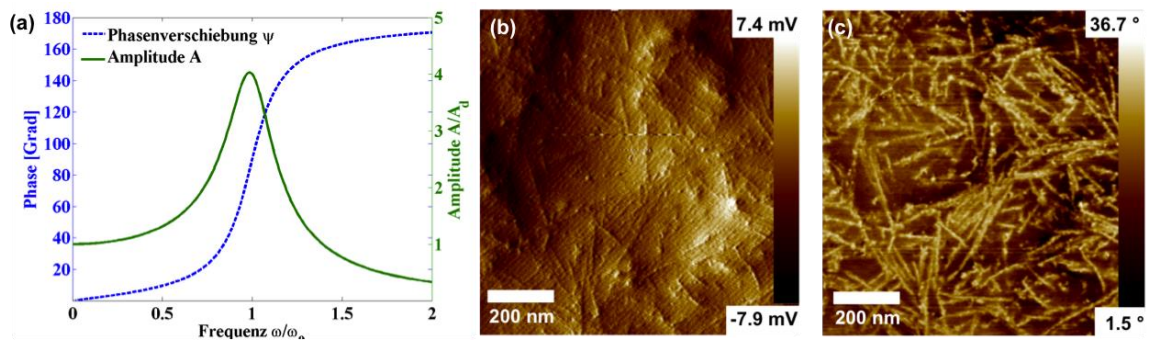 (a)
180
160
140
120
100
80
60
40
20
Phase [Grad]
Phasenverschiebung ψ
Amplitude A
5
4
3
2
1
Amplitude A/A_d
0
0.5
1
1.5
2
Frequenz ω/ω₀
(b)
7.4 mV
200 nm
-7.9 mV
(c)
36.7 °
200 nm
1.5 °